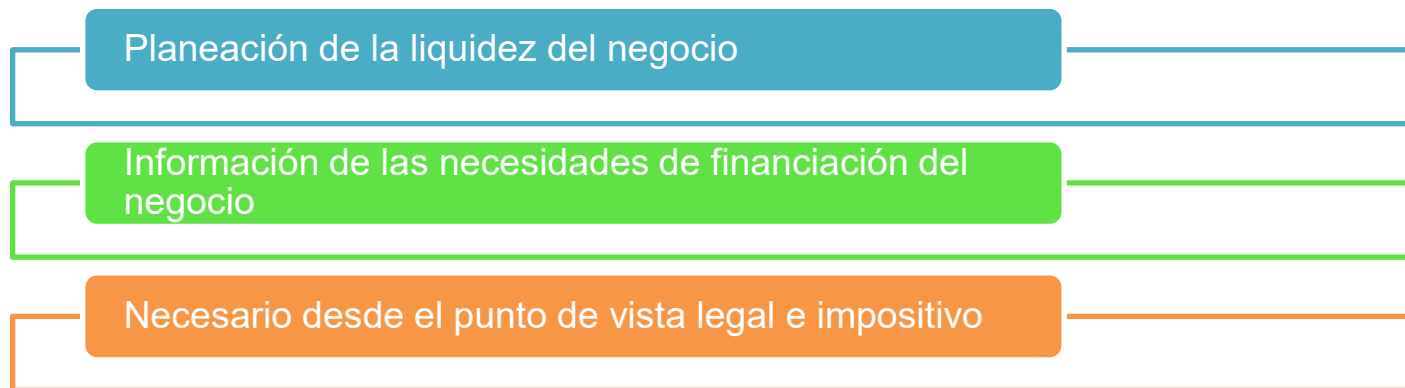 Planeación de la liquidez del negocio
Información de las necesidades de financiación del
negocio
Necesario desde el punto de vista legal e impositivo